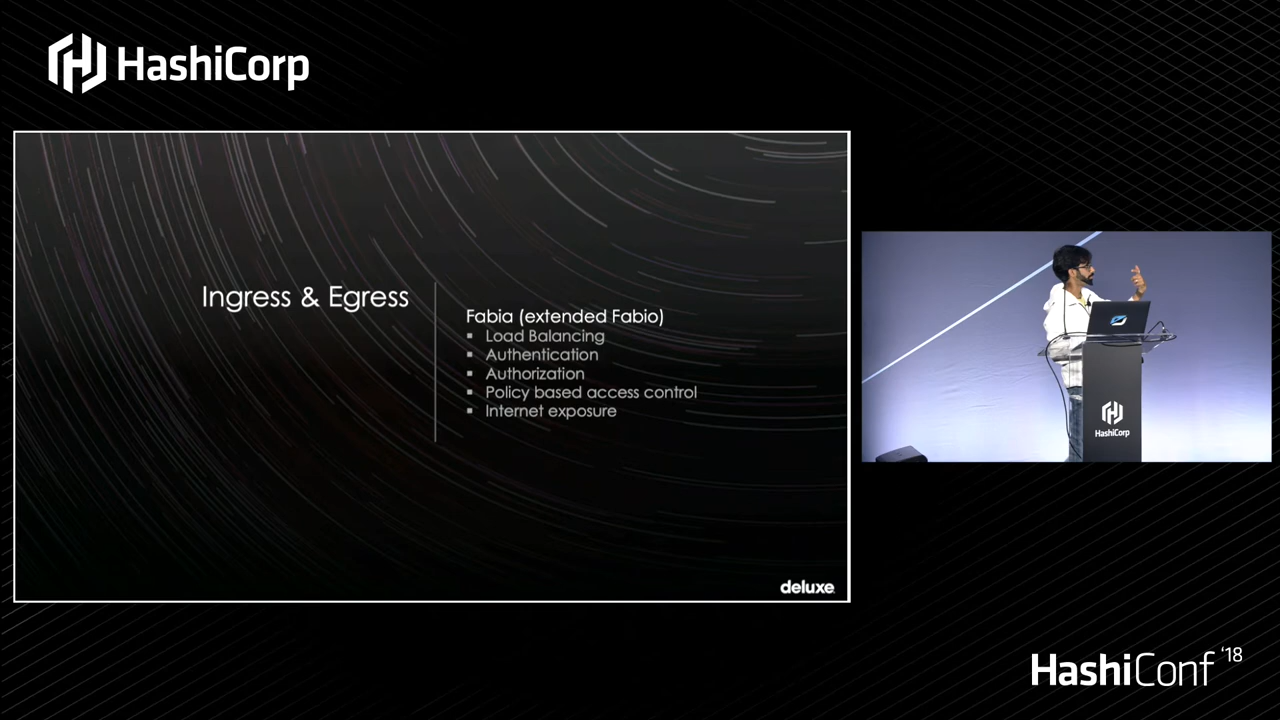 HashiCorp
Ingress & Egress
Fabia (extended Fabio)
▪ Load Balancing
▪ Authentication
▪ Authorization
▪ Policy based access control
▪ Internet exposure
deluxe
HashiCorp
HashiConf '18